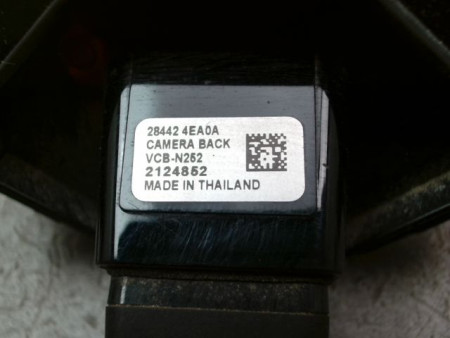 28442 4EA0A
CAMERA BACK
VCB-N252
2124852
MADE IN THAILAND